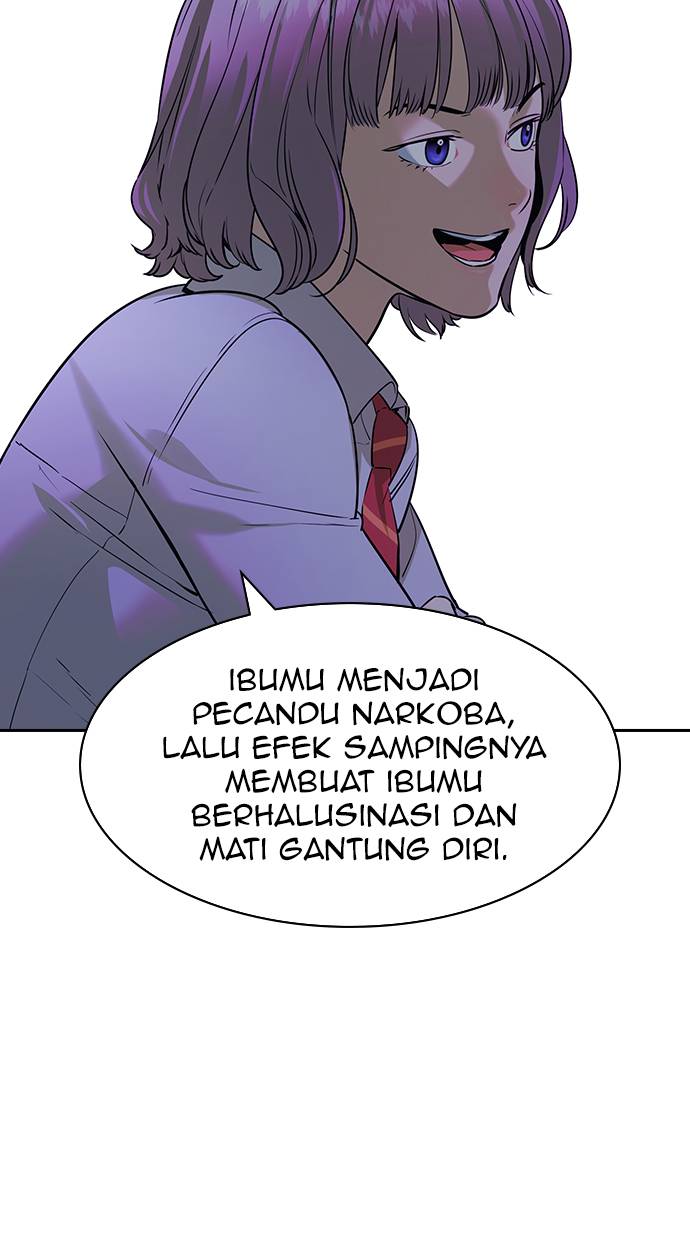 IBUMU MENJADI
PECANDU NARKOBA,
LALU EFEK SAMPINGNYA
MEMBUAT IBUMU
BERHALUSINASI DAN
MATI GANTUNG DIRI.